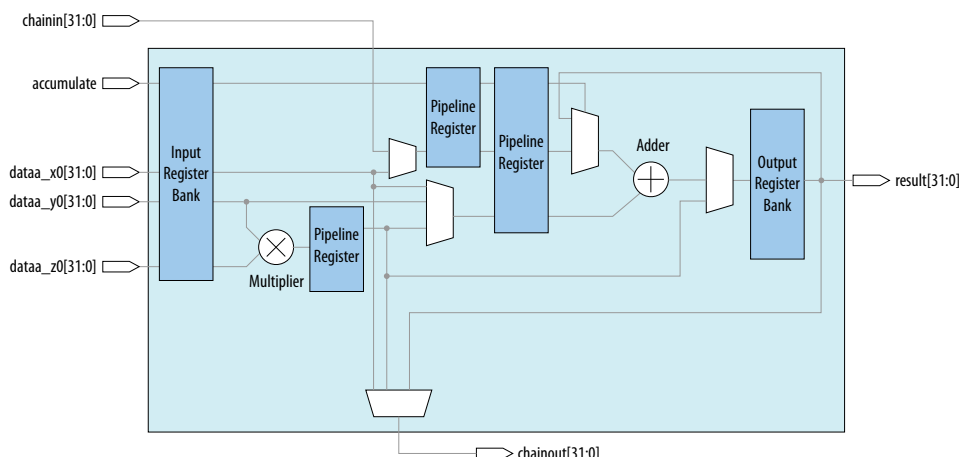 chainin[31:0]
accumulate
dataa_x0[31:0]
dataa_y0[31:0]
dataa_z0[31:0]
Input
Register
Bank
Multiplier
Pipeline
Register
Pipeline
Register
Pipeline
Register
Adder
Output
Register
Bank
result[31:0]
chainout[31:0]